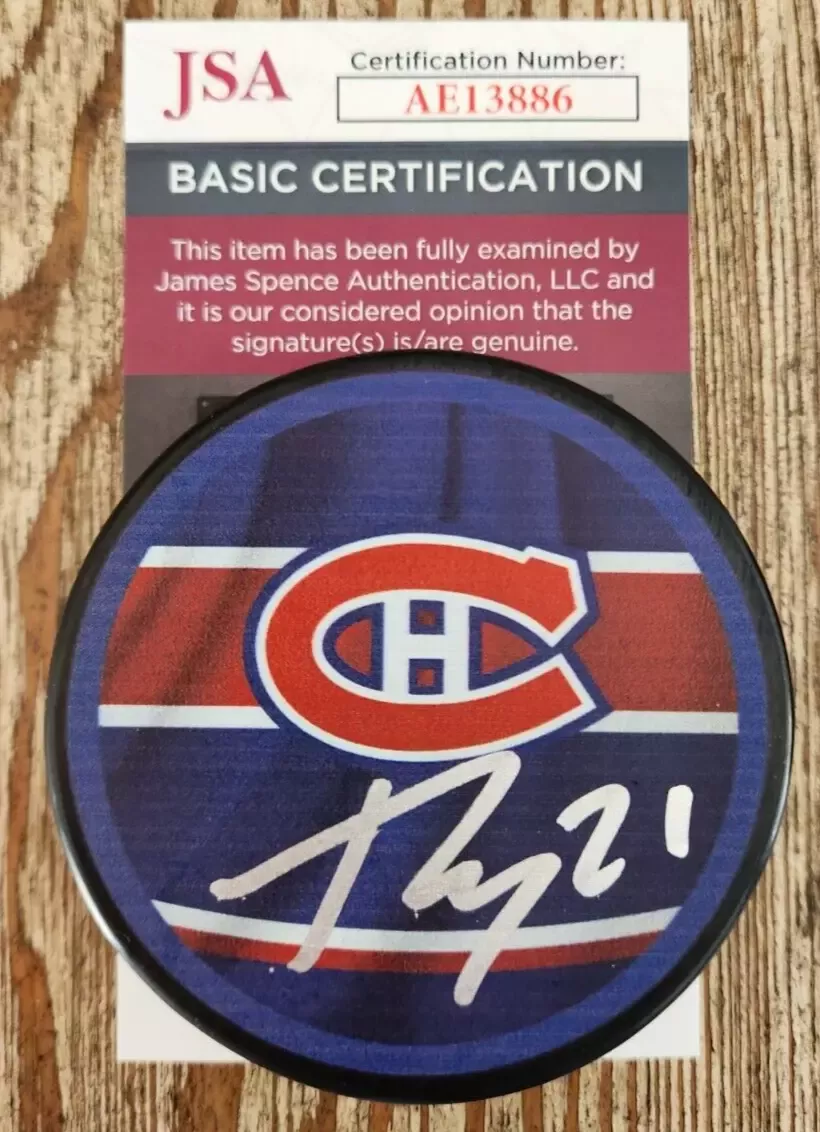 JSA
Certification Number:
AE13886
BASIC CERTIFICATION
This item has been fully examined by
James Spence Authentication, LLC and
it is our considered opinion that the
signature(s) is/are genuine.
CH
21